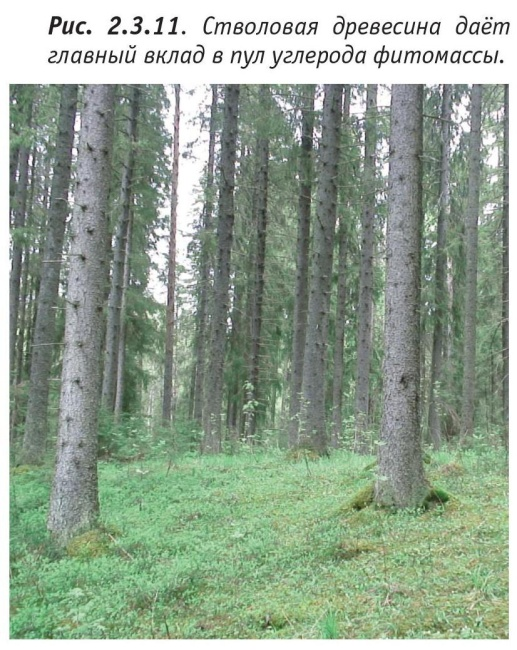 Рис. 2.3.11. Стволовая древесина даёт
главный вклад в пул углерода фитомассы.